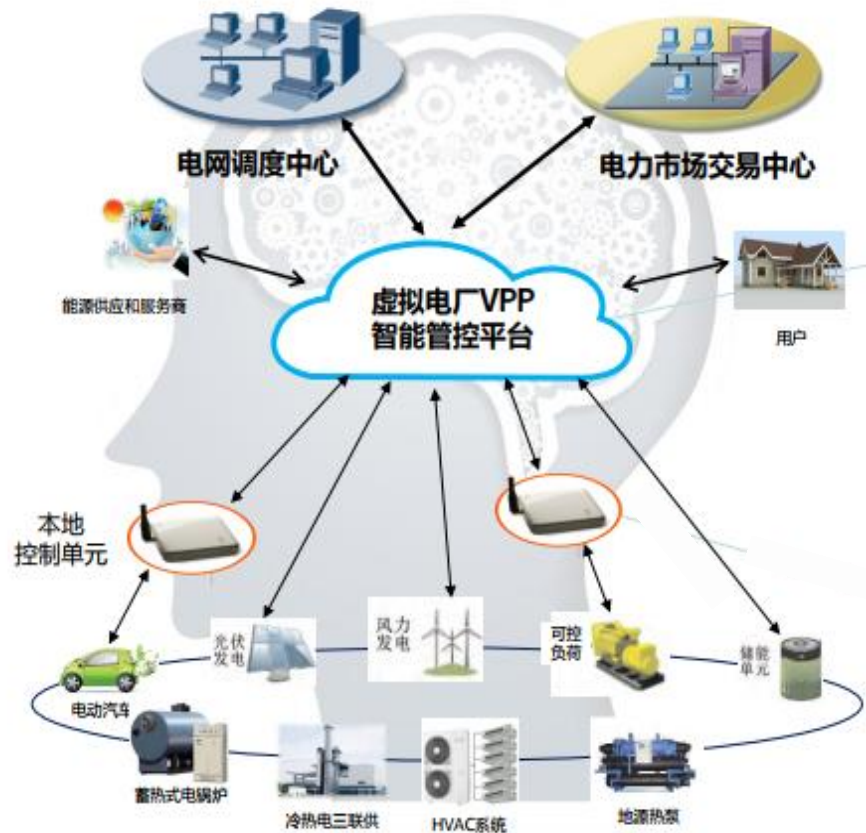 电网调度中心
电力市场交易中心
能源供应和服务商
虚拟电厂VPP
智能管控平台
用户
本地
控制单元
光伏
发电
风力
发电
可控
负荷
储能
单元
电动汽车
蓄热式电锅炉
冷热电三联供
HVAC系统
地源热泵